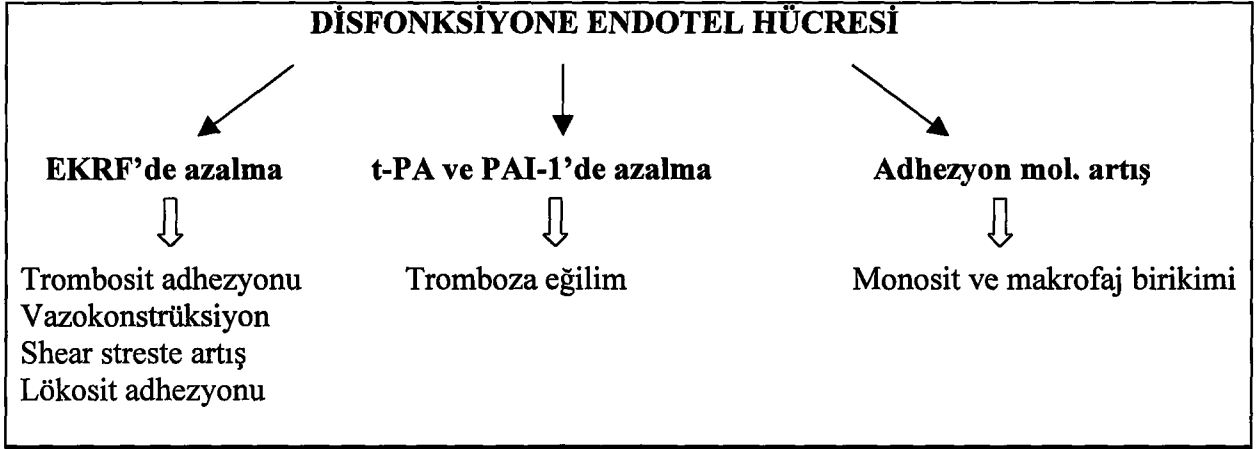 DİSFONKSİYONE ENDOTEL HÜCRESİ
EKRF'de azalma
t-PA ve PAI-1'de azalma
Adhezyon mol. artış
Trombosit adhezyonu
Vazokonstrüksiyon
Shear streste artış
Lökosit adhezyonu
Tromboza eğilim
Monosit ve makrofaj birikimi